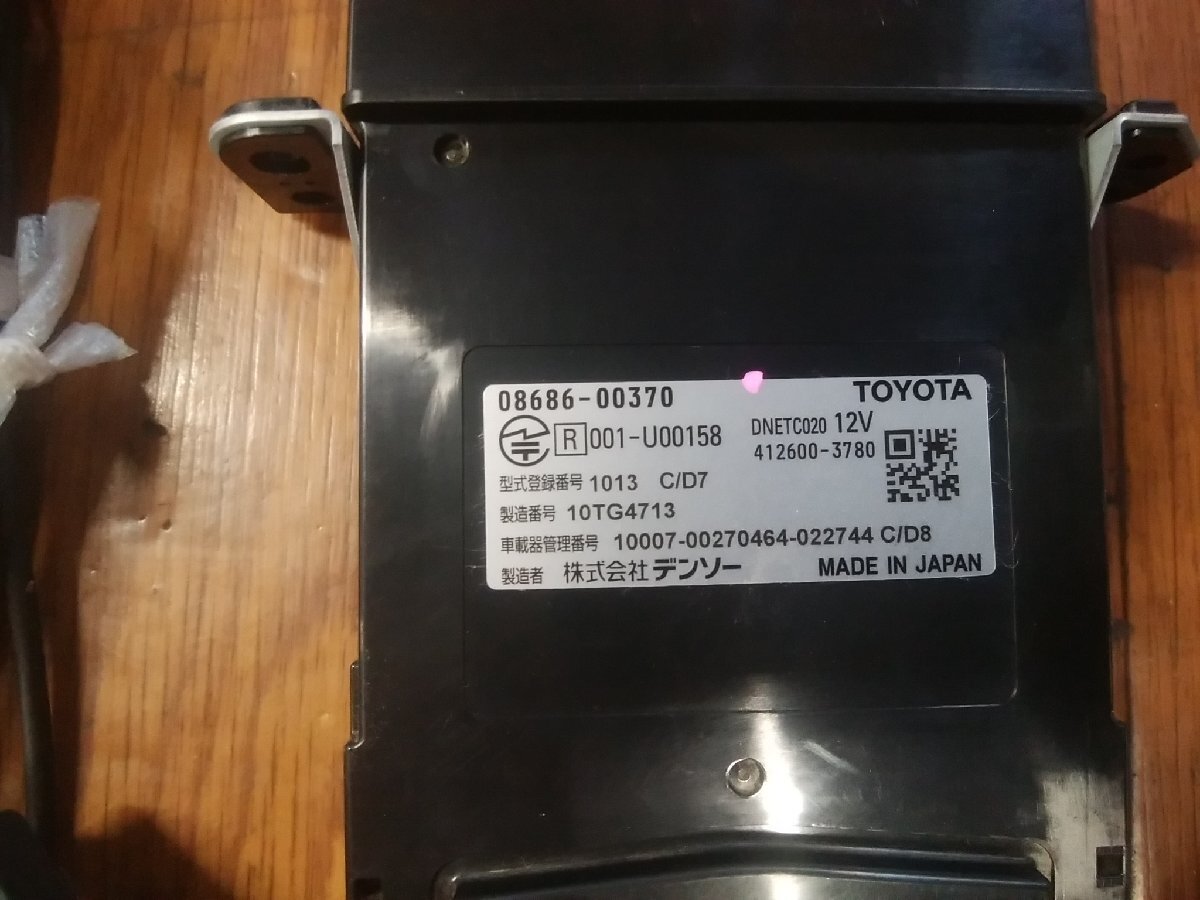 08686-00370 TOYOTA
R 001-U00158 DNETC020 12V
412600-3780
型式登録番号 1013 C/D7
製造番号 10TG4713
車載器管理番号 10007-00270464-022744 C/D8
製造者 株式会社 デンソー MADE IN JAPAN